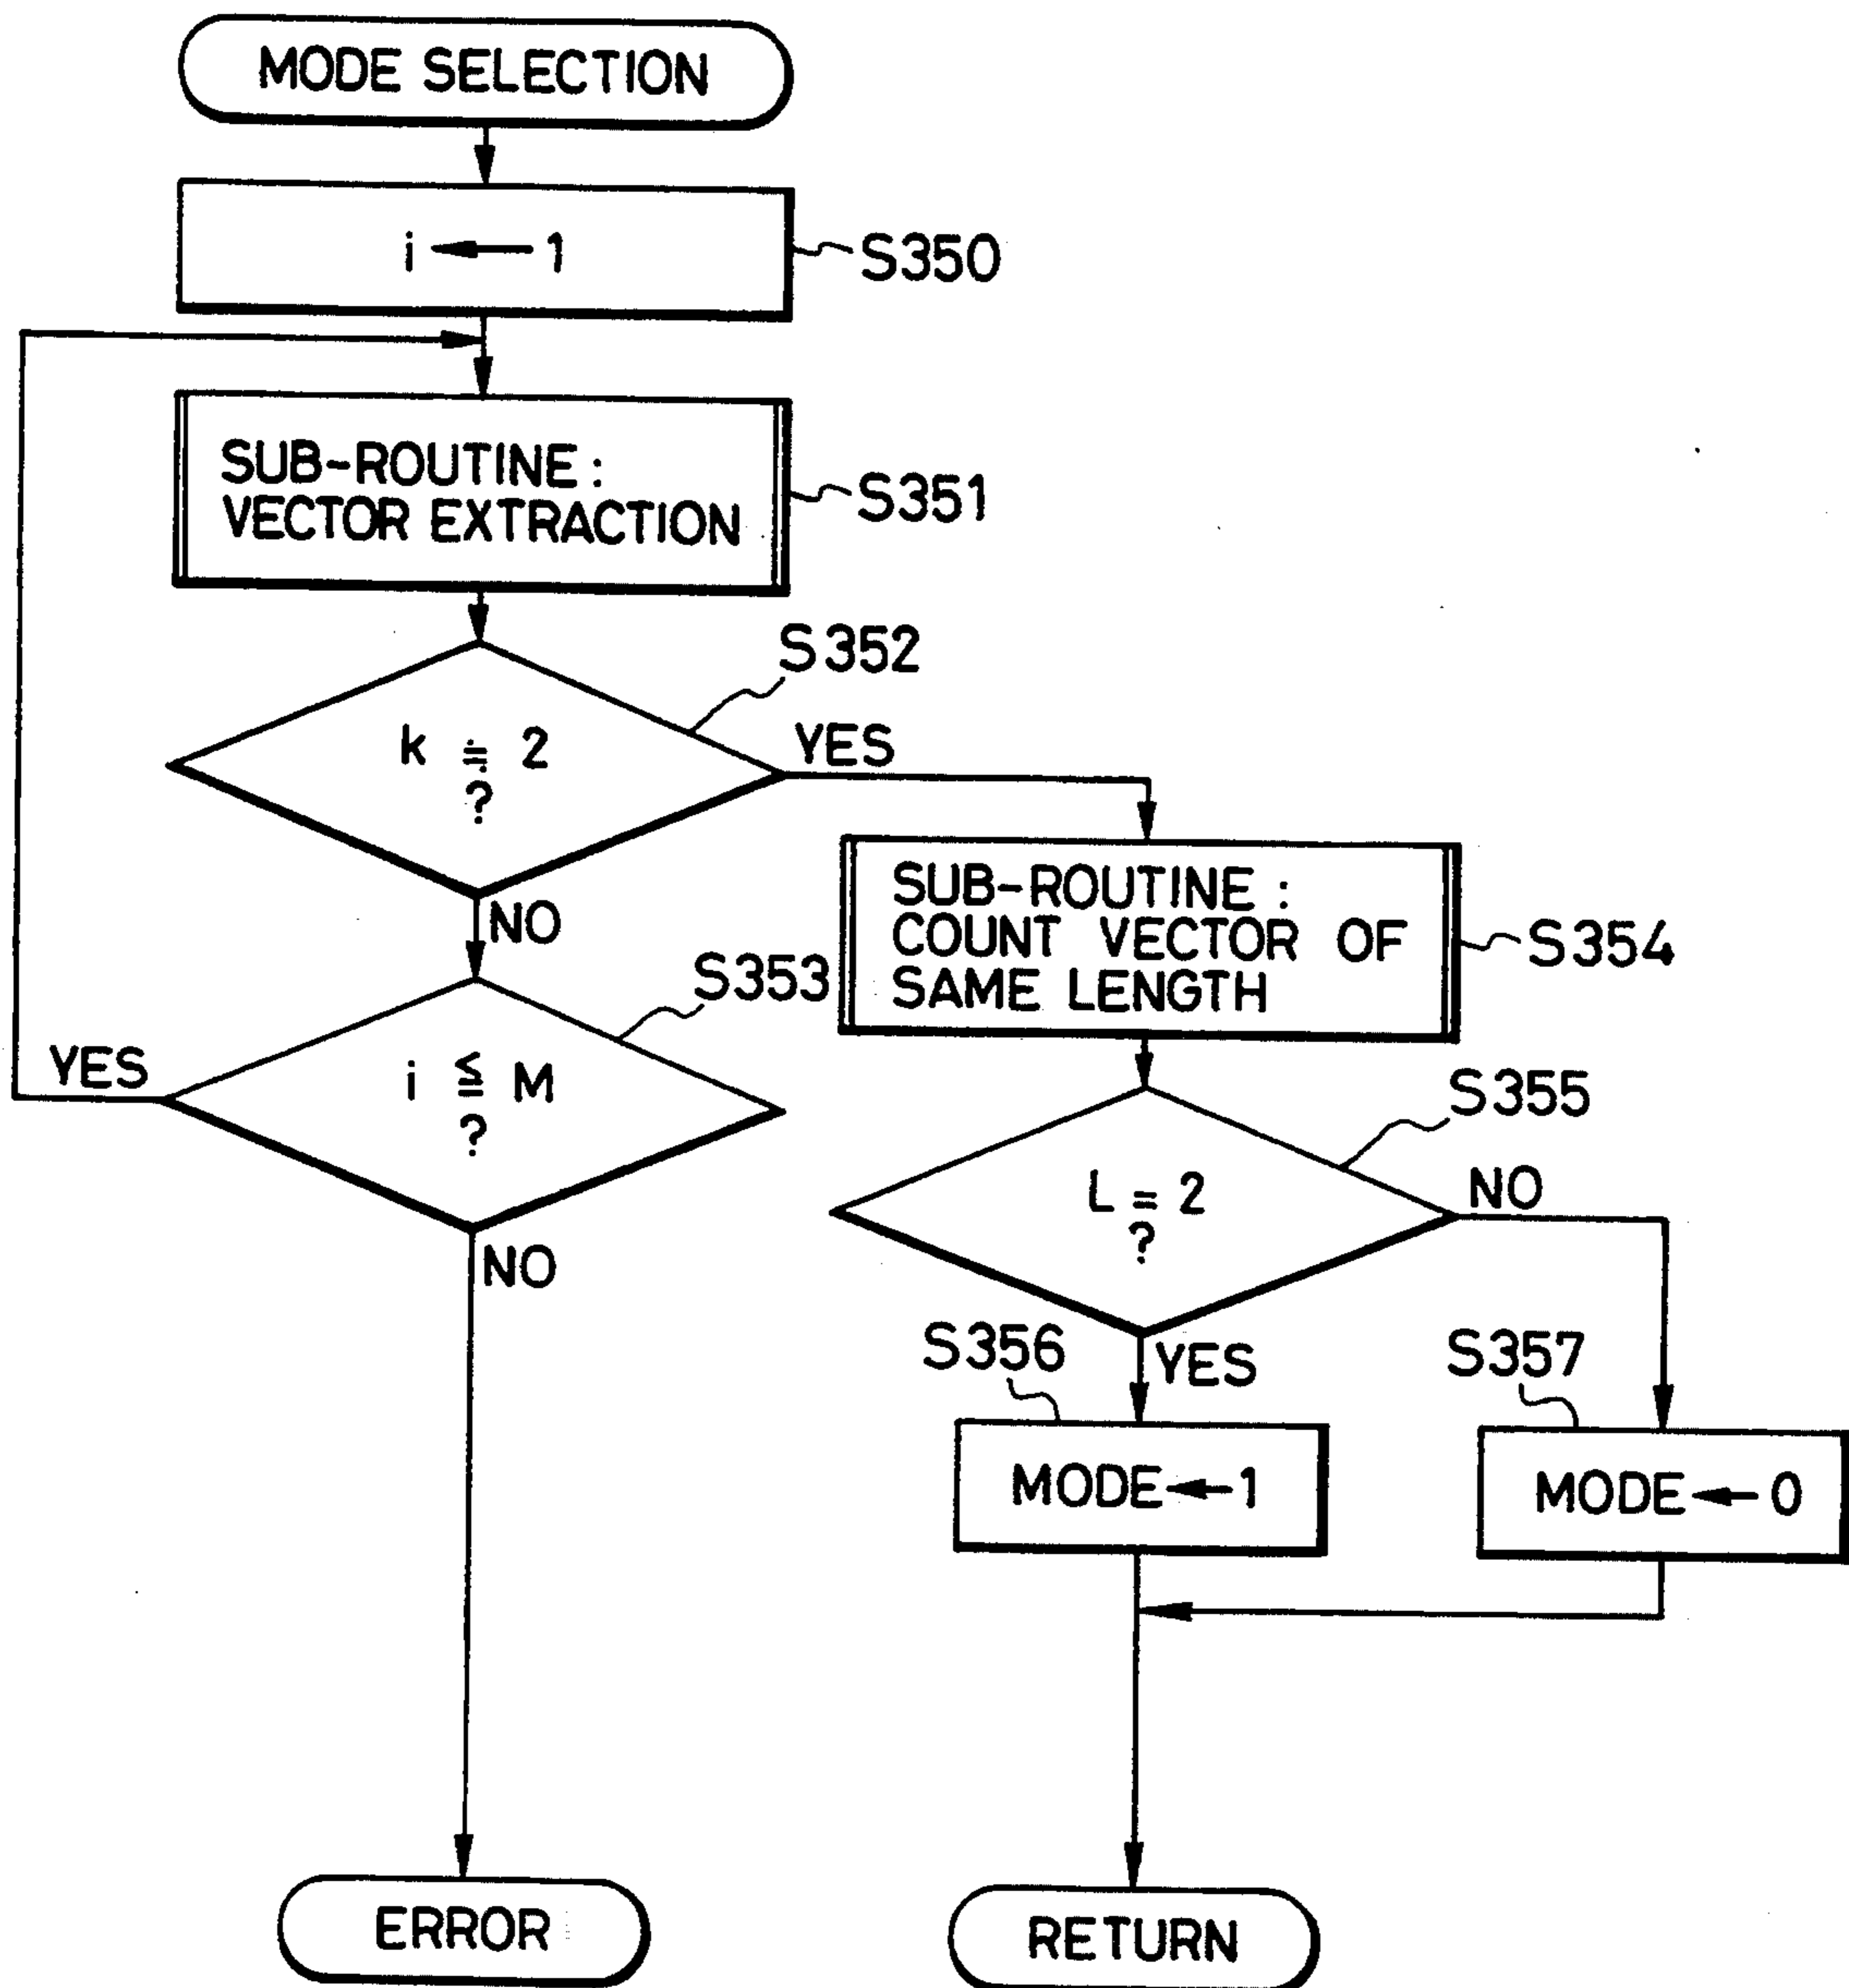 MODE SELECTION
i ← 1
S350
SUB-ROUTINE :
VECTOR EXTRACTION
S351
S352
k ≒ 2
?
YES
NO
SUB-ROUTINE :
COUNT VECTOR OF
SAME LENGTH
S354
S353
i ≦ M
?
YES
NO
S355
L = 2
?
NO
YES
S356
MODE ← 1
S357
MODE ← 0
ERROR
RETURN